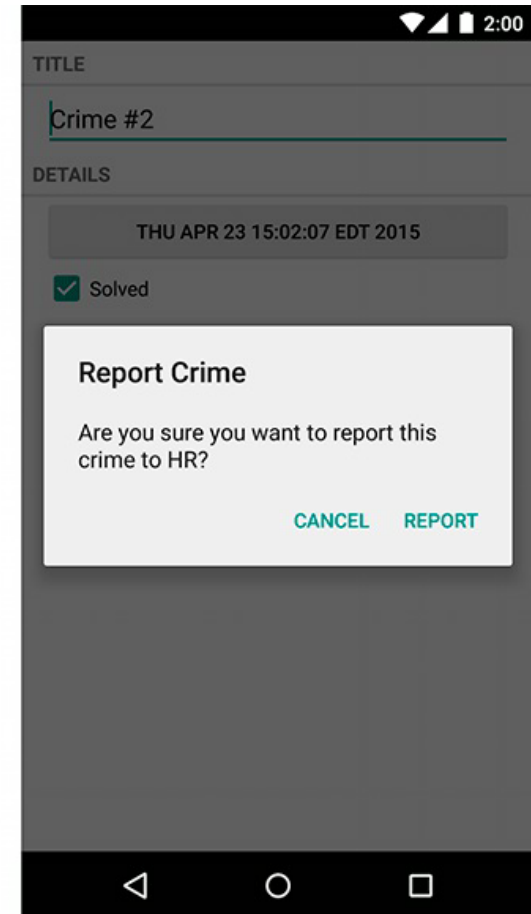 2:00
TITLE
Crime #2
DETAILS
THU APR 23 15:02:07 EDT 2015
Solved
Report Crime
Are you sure you want to report this
crime to HR?
CANCEL REPORT